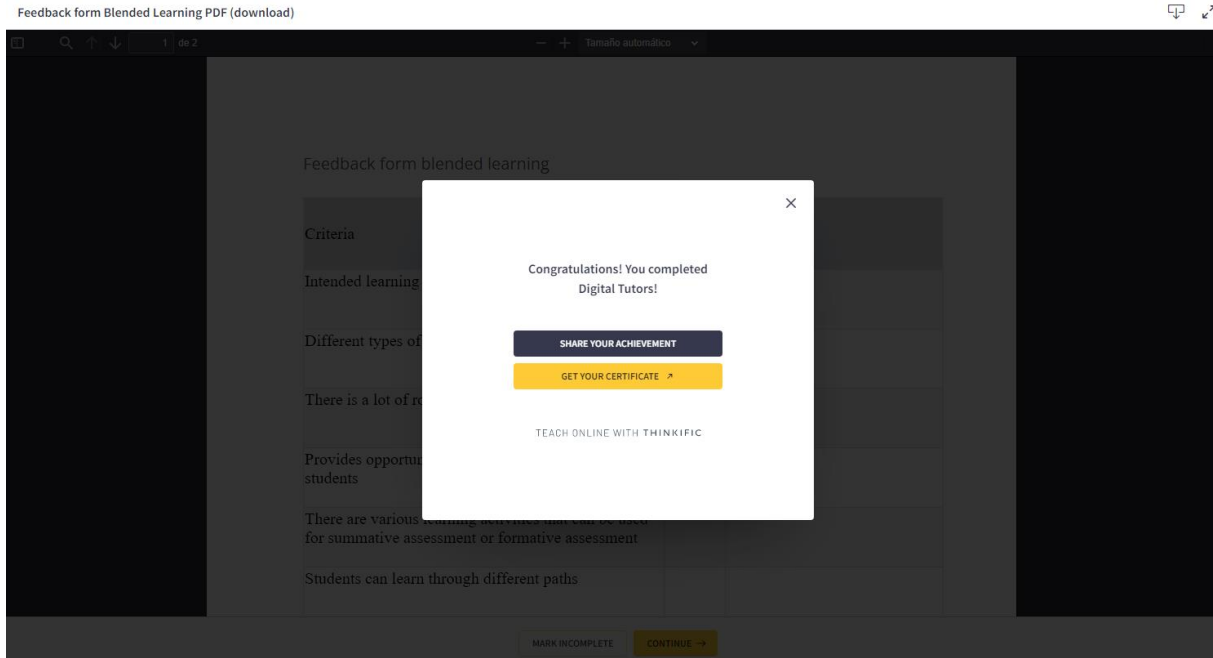 Feedback form Blended Learning PDF (download)
1 de 2
Tamaño automático
Feedback form blended learning
Criteria
Intended learning
Different types of
There is a lot of
Provides
students
There are various learning activities that can be used
for summative assessment or formative assessment
Students can learn through different paths
Congratulations! You completed
Digital Tutors!
SHARE YOUR ACHIEVEMENT
GET YOUR CERTIFICATE
TEACH ONLINE WITH THINKIFIC
MARK INCOMPLETE
CONTINUE →